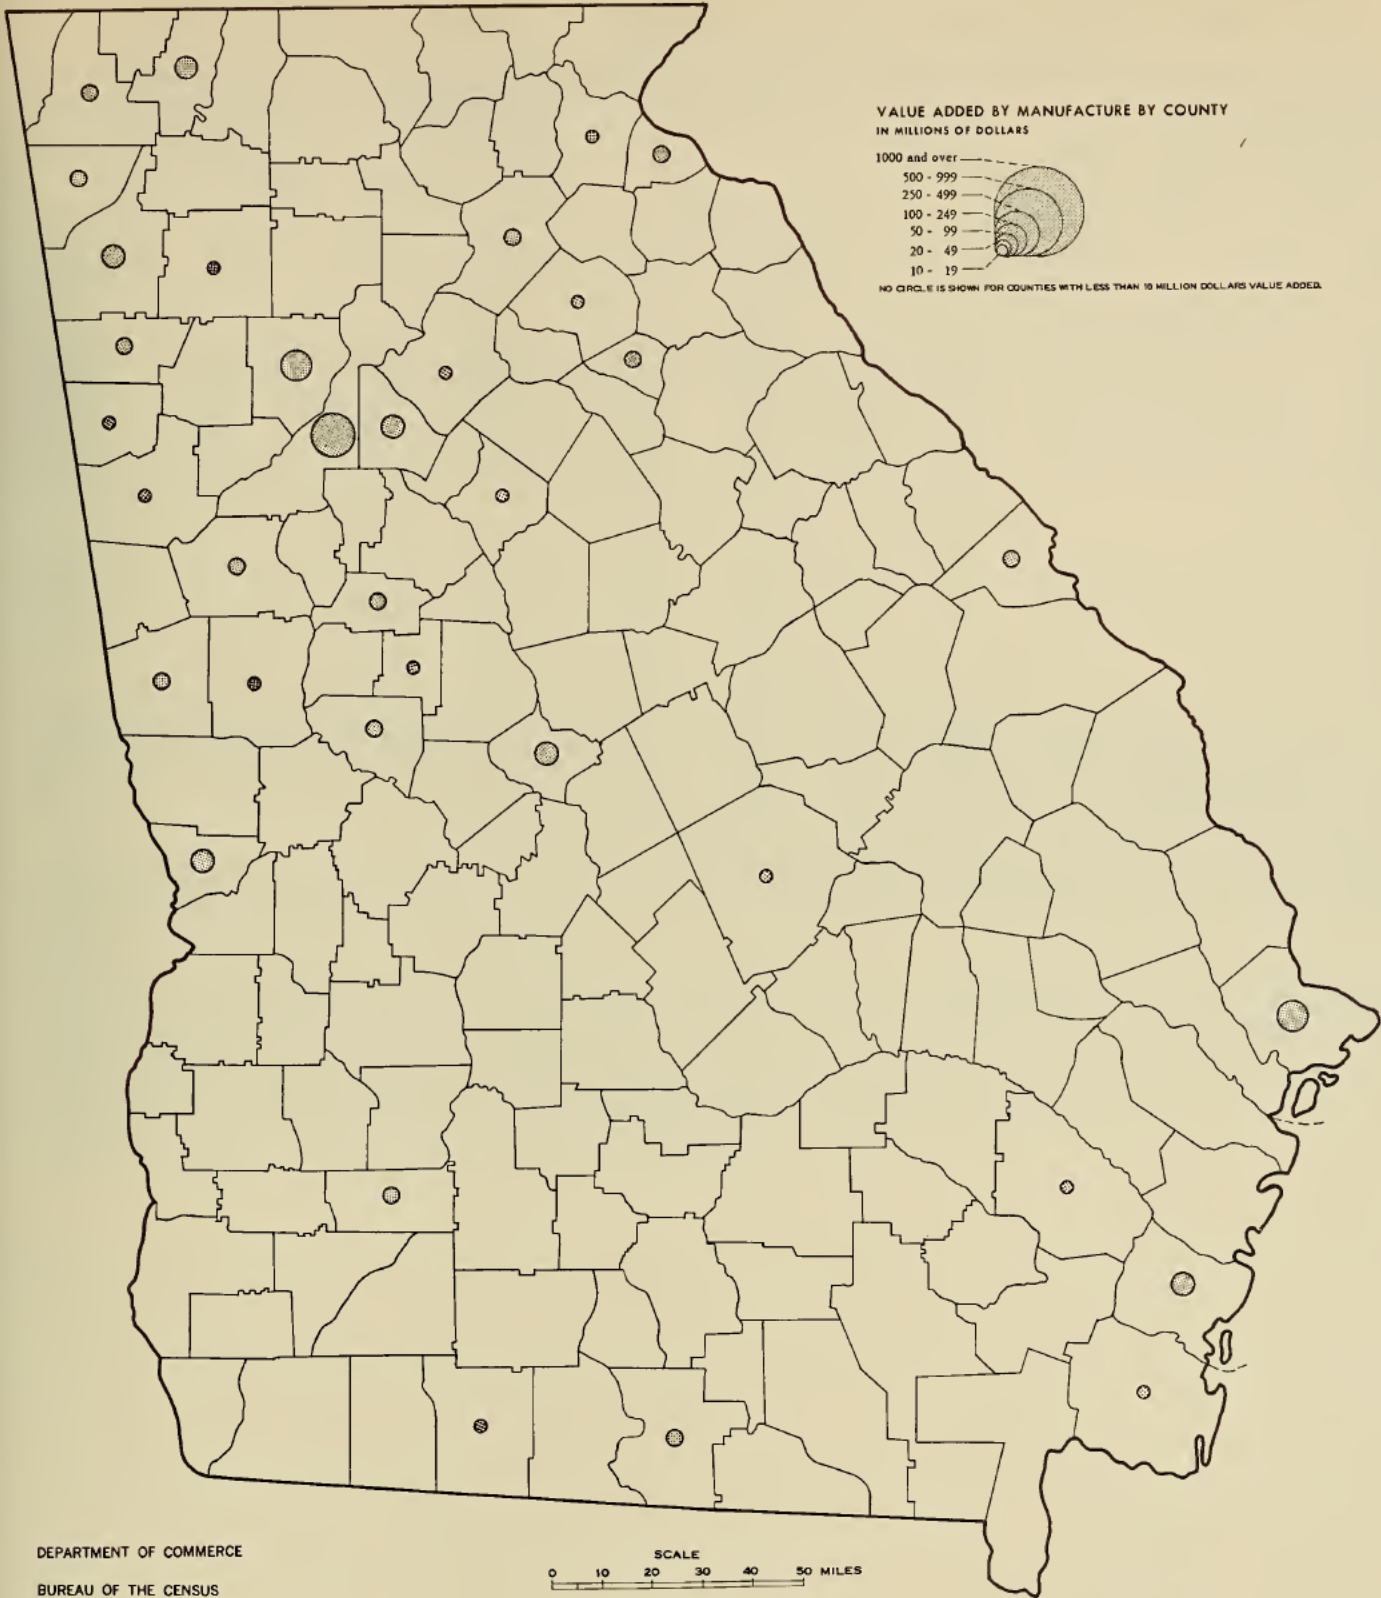 VALUE ADDED BY MANUFACTURE BY COUNTY
IN MILLIONS OF DOLLARS
1000 and over
500 - 999
250 - 499
100 - 249
50 - 99
20 - 49
10 - 19
NO CIRCLE IS SHOWN FOR COUNTIES WITH LESS THAN 10 MILLION DOLLARS VALUE ADDED.
DEPARTMENT OF COMMERCE
BUREAU OF THE CENSUS
SCALE
0 10 20 30 40 50 MILES